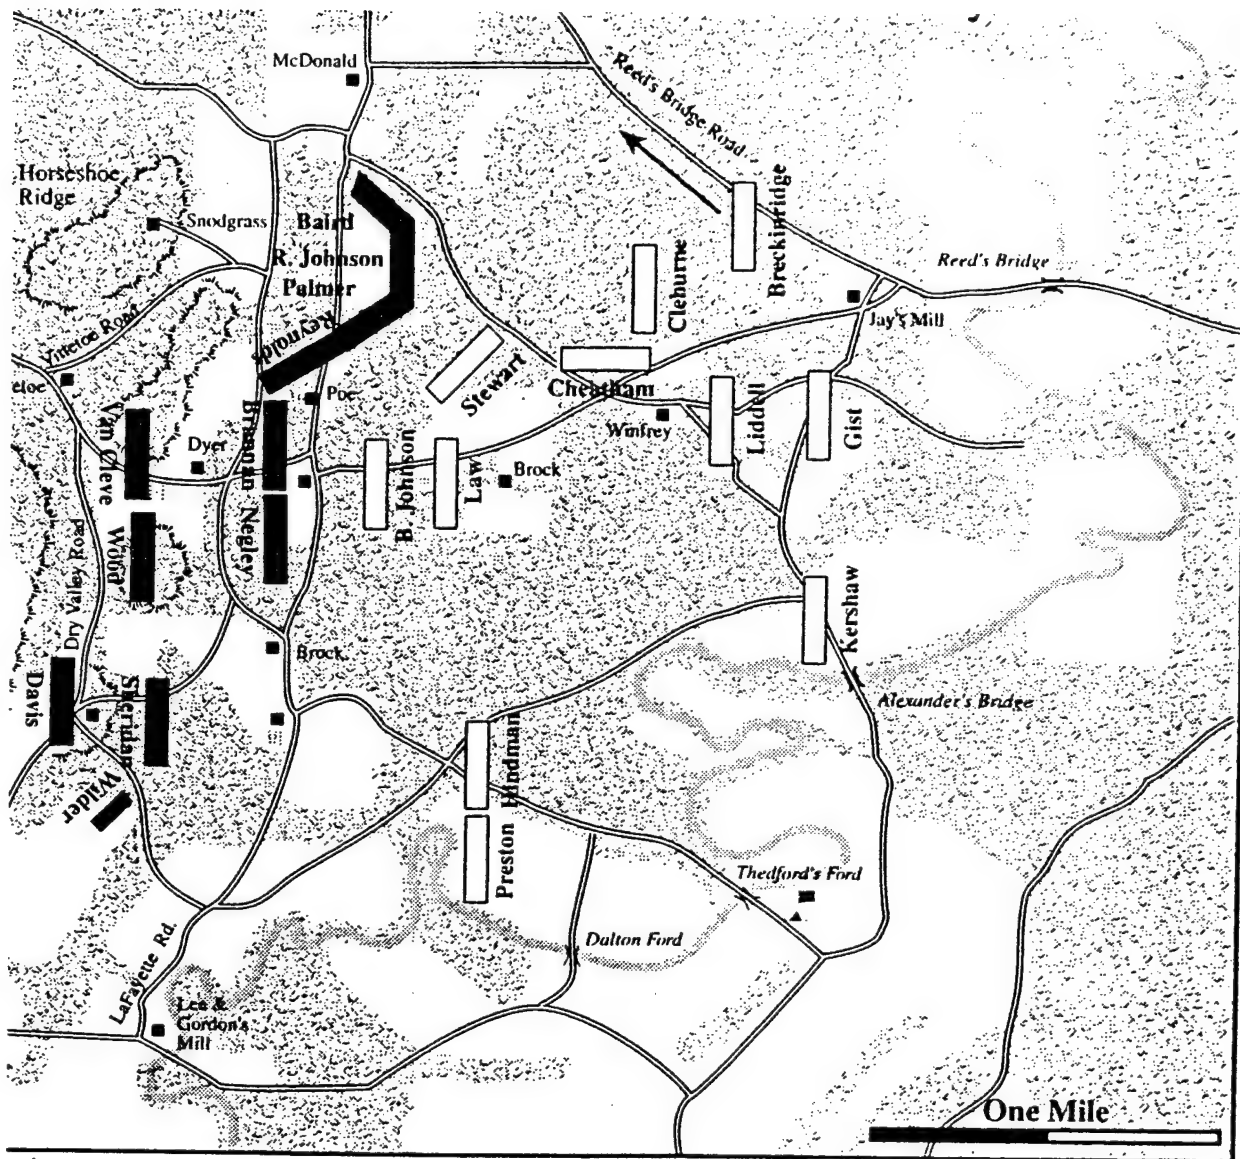 McDonald
Reed's Bridge Road
Horseshoe
Ridge
Snodgrass
Baird
R. Johnson
Palmer
Reynolds
Breckinridge
Cleburne
Reed's Bridge
Jay's Mill
Vittetoe Road
etoe
Stewart
Cheatham
Poe
Van Cleve
Dyer
Brannan
Negley
Winfrey
Liddell
Gist
B. Johnson
Law
Brock
Wood
Dry Valley Road
Kershaw
Brock
Alexander's Bridge
Davis
Sheridan
Wilder
Hindman
Preston
Thedford's Ford
Dalton Ford
LaFayette Rd.
Lee &
Gordon's
Mill
One Mile